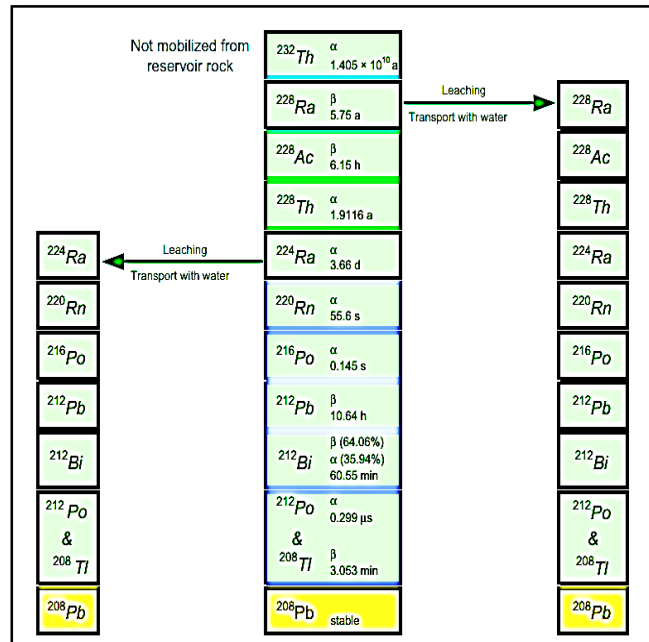 Not mobilized from
reservoir rock
²³²Th α
1.405 × 10¹⁰ a
²²⁸Ra β
5.75 a
Leaching
Transport with water
²²⁸Ra
²²⁸Ac β
6.15 h
²²⁸Ac
²²⁸Th α
1.9116 a
²²⁸Th
²²⁴Ra
Leaching
Transport with water
²²⁴Ra α
3.66 d
²²⁴Ra
²²⁰Rn
²²⁰Rn α
55.6 s
²²⁰Rn
²¹⁶Po
²¹⁶Po α
0.145 s
²¹⁶Po
²¹²Pb
²¹²Pb β
10.64 h
²¹²Pb
²¹²Bi
²¹²Bi β (64.06%)
α (35.94%)
60.55 min
²¹²Bi
²¹²Po
&
²⁰⁸Tl
²¹²Po α
0.299 µs
&
²⁰⁸Tl β
3.053 min
²¹²Po
&
²⁰⁸Tl
²⁰⁸Pb
²⁰⁸Pb stable
²⁰⁸Pb